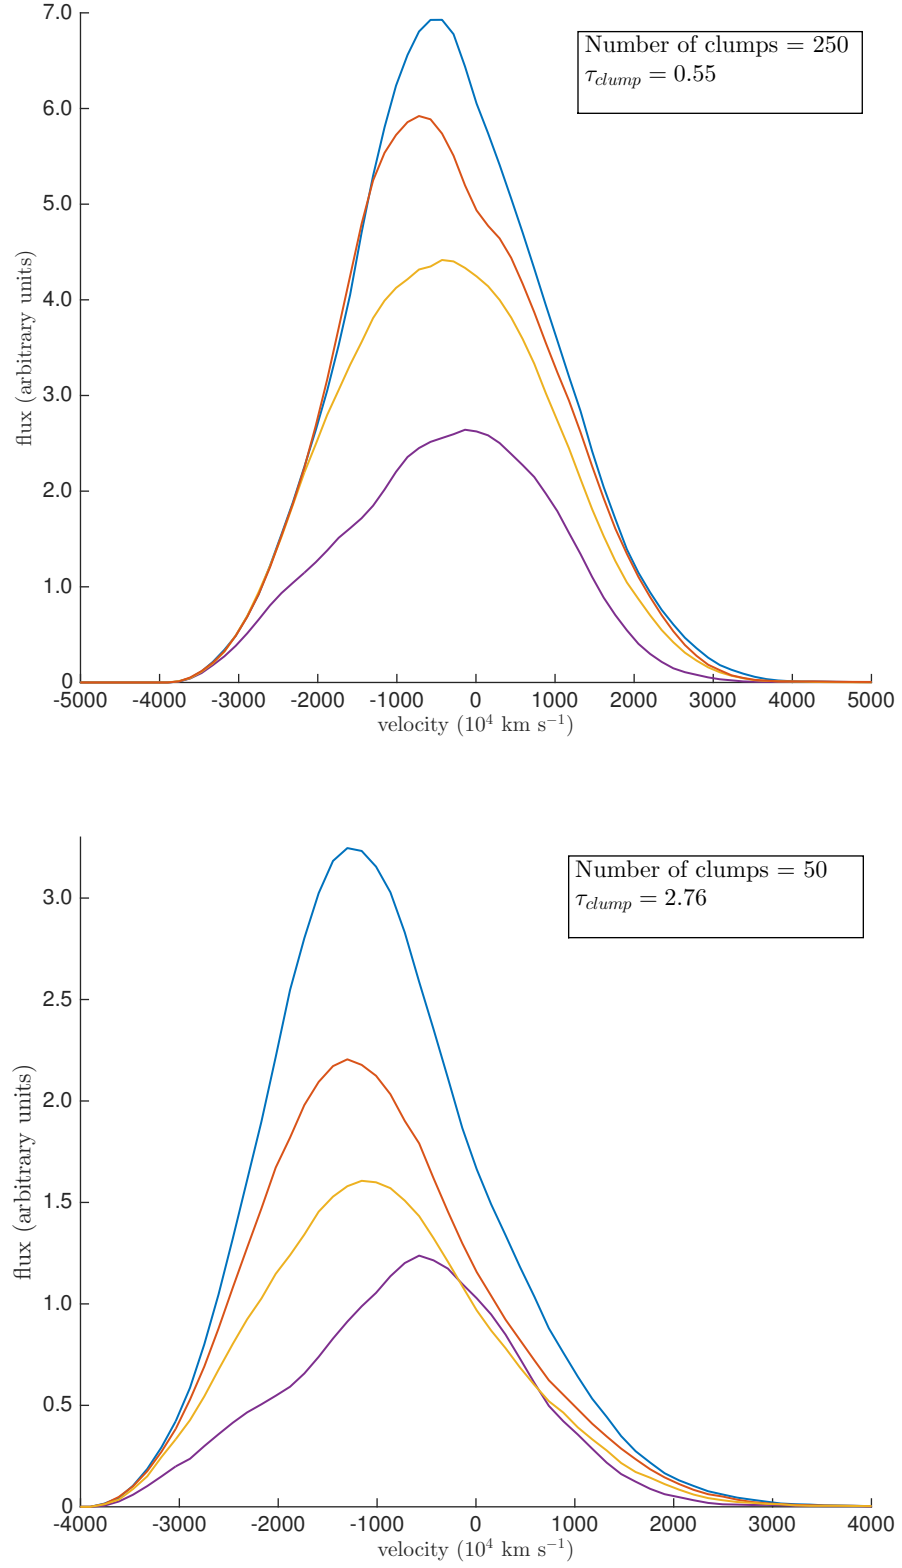 7.0
Number of clumps = 250
τclump = 0.55
6.0
5.0
4.0
3.0
2.0
1.0
0
flux (arbitrary units)
-5000 -4000 -3000 -2000 -1000 0 1000 2000 3000 4000 5000
velocity (10⁴ km s⁻¹)
Number of clumps = 50
τclump = 2.76
3.0
2.5
2.0
1.5
1.0
0.5
0
flux (arbitrary units)
-4000 -3000 -2000 -1000 0 1000 2000 3000 4000
velocity (10⁴ km s⁻¹)